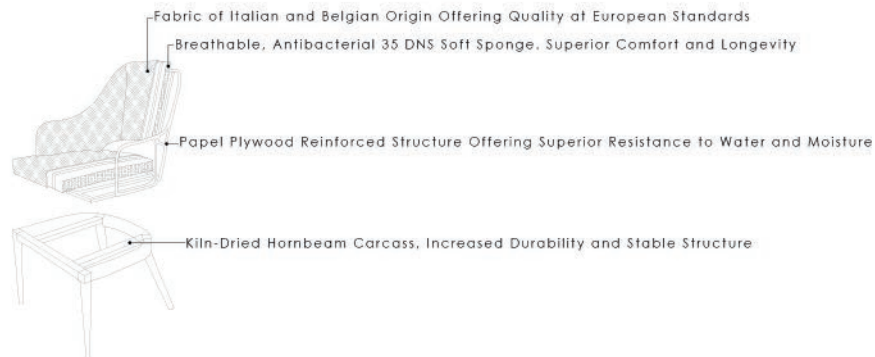 Fabric of Italian and Belgian Origin Offering Quality at European Standards
Breathable, Antibacterial 35 DNS Soft Sponge. Superior Comfort and Longevity
Papel Plywood Reinforced Structure Offering Superior Resistance to Water and Moisture
Kiln-Dried Hornbeam Carcass, Increased Durability and Stable Structure